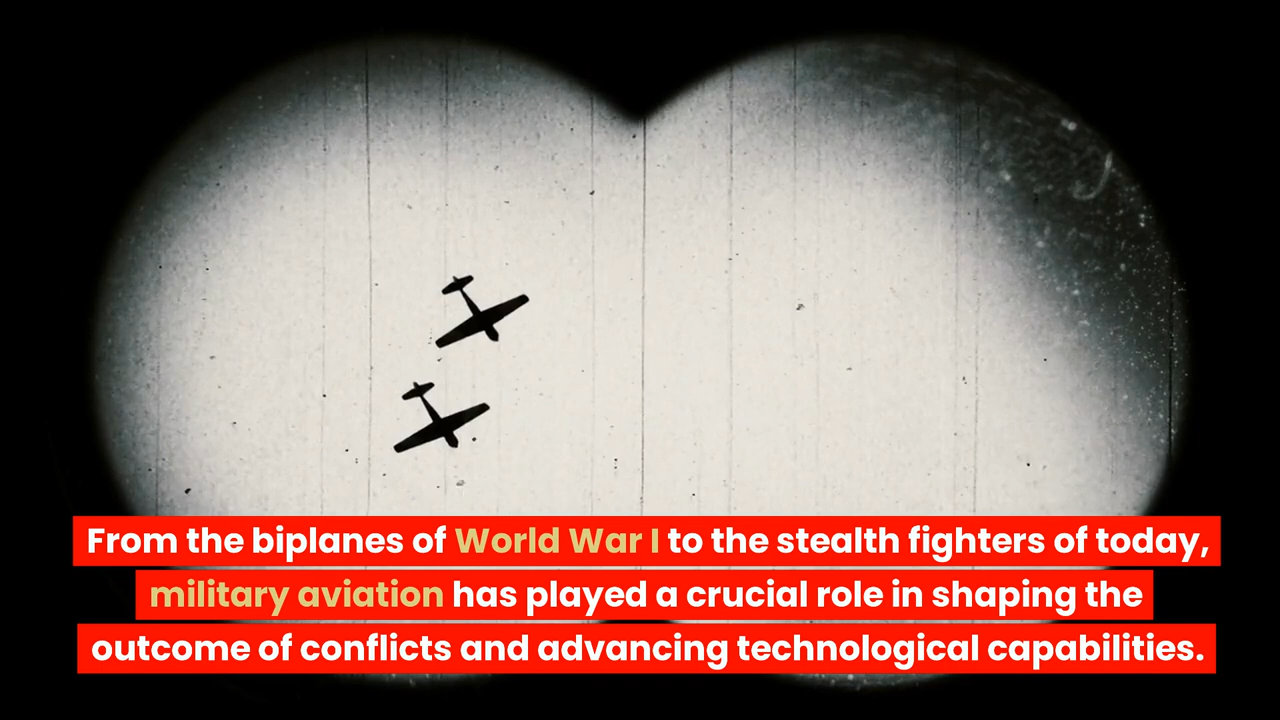 From the biplanes of World War I to the stealth fighters of today,
military aviation has played a crucial role in shaping the
outcome of conflicts and advancing technological capabilities.